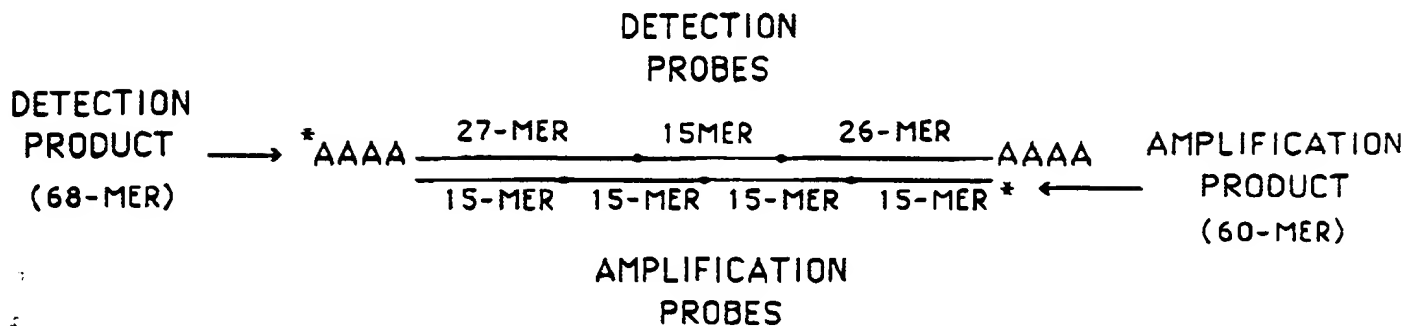 DETECTION
PROBES
DETECTION
PRODUCT
(68-MER)
27-MER 15MER 26-MER
*AAAA AAAA
15-MER 15-MER 15-MER 15-MER *
AMPLIFICATION
PRODUCT
(60-MER)
AMPLIFICATION
PROBES